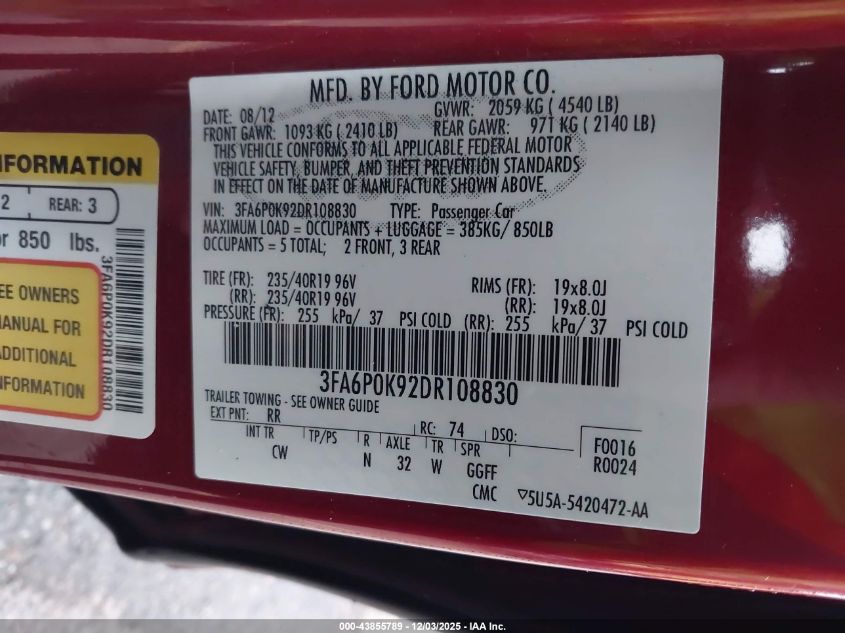 MFD. BY FORD MOTOR CO.
DATE: 08/12 GVWR: 2059 KG ( 4540 LB)
FRONT GAWR: 1093 KG ( 2410 LB) REAR GAWR: 971 KG ( 2140 LB)
THIS VEHICLE CONFORMS TO ALL APPLICABLE FEDERAL MOTOR
VEHICLE SAFETY, BUMPER, AND THEFT PREVENTION STANDARDS
IN EFFECT ON THE DATE OF MANUFACTURE SHOWN ABOVE.
VIN: 3FA6P0K92DR108830 TYPE: Passenger Car
MAXIMUM LOAD = OCCUPANTS + LUGGAGE = 385KG/ 850LB
OCCUPANTS = 5 TOTAL; 2 FRONT, 3 REAR
TIRE (FR): 235/40R19 96V RIMS (FR): 19x8.0J
(RR): 235/40R19 96V (RR): 19x8.0J
PRESSURE (FR): 255 kPa/ 37 PSI COLD (RR): 255 kPa/ 37 PSI COLD
3FA6P0K92DR108830
TRAILER TOWING - SEE OWNER GUIDE
EXT PNT: RR RC: 74 DSO:
INT TR TP/PS R AXLE TR SPR F0016
CW N 32 W GGFF R0024
CMC ▽5U5A-5420472-AA
NFORMATION
2 REAR: 3
or 850 lbs.
EE OWNERS
MANUAL FOR
ADDITIONAL
NFORMATION
3FA6P0K92DR108830
000-43855789 - 12/03/2025 - IAA Inc.